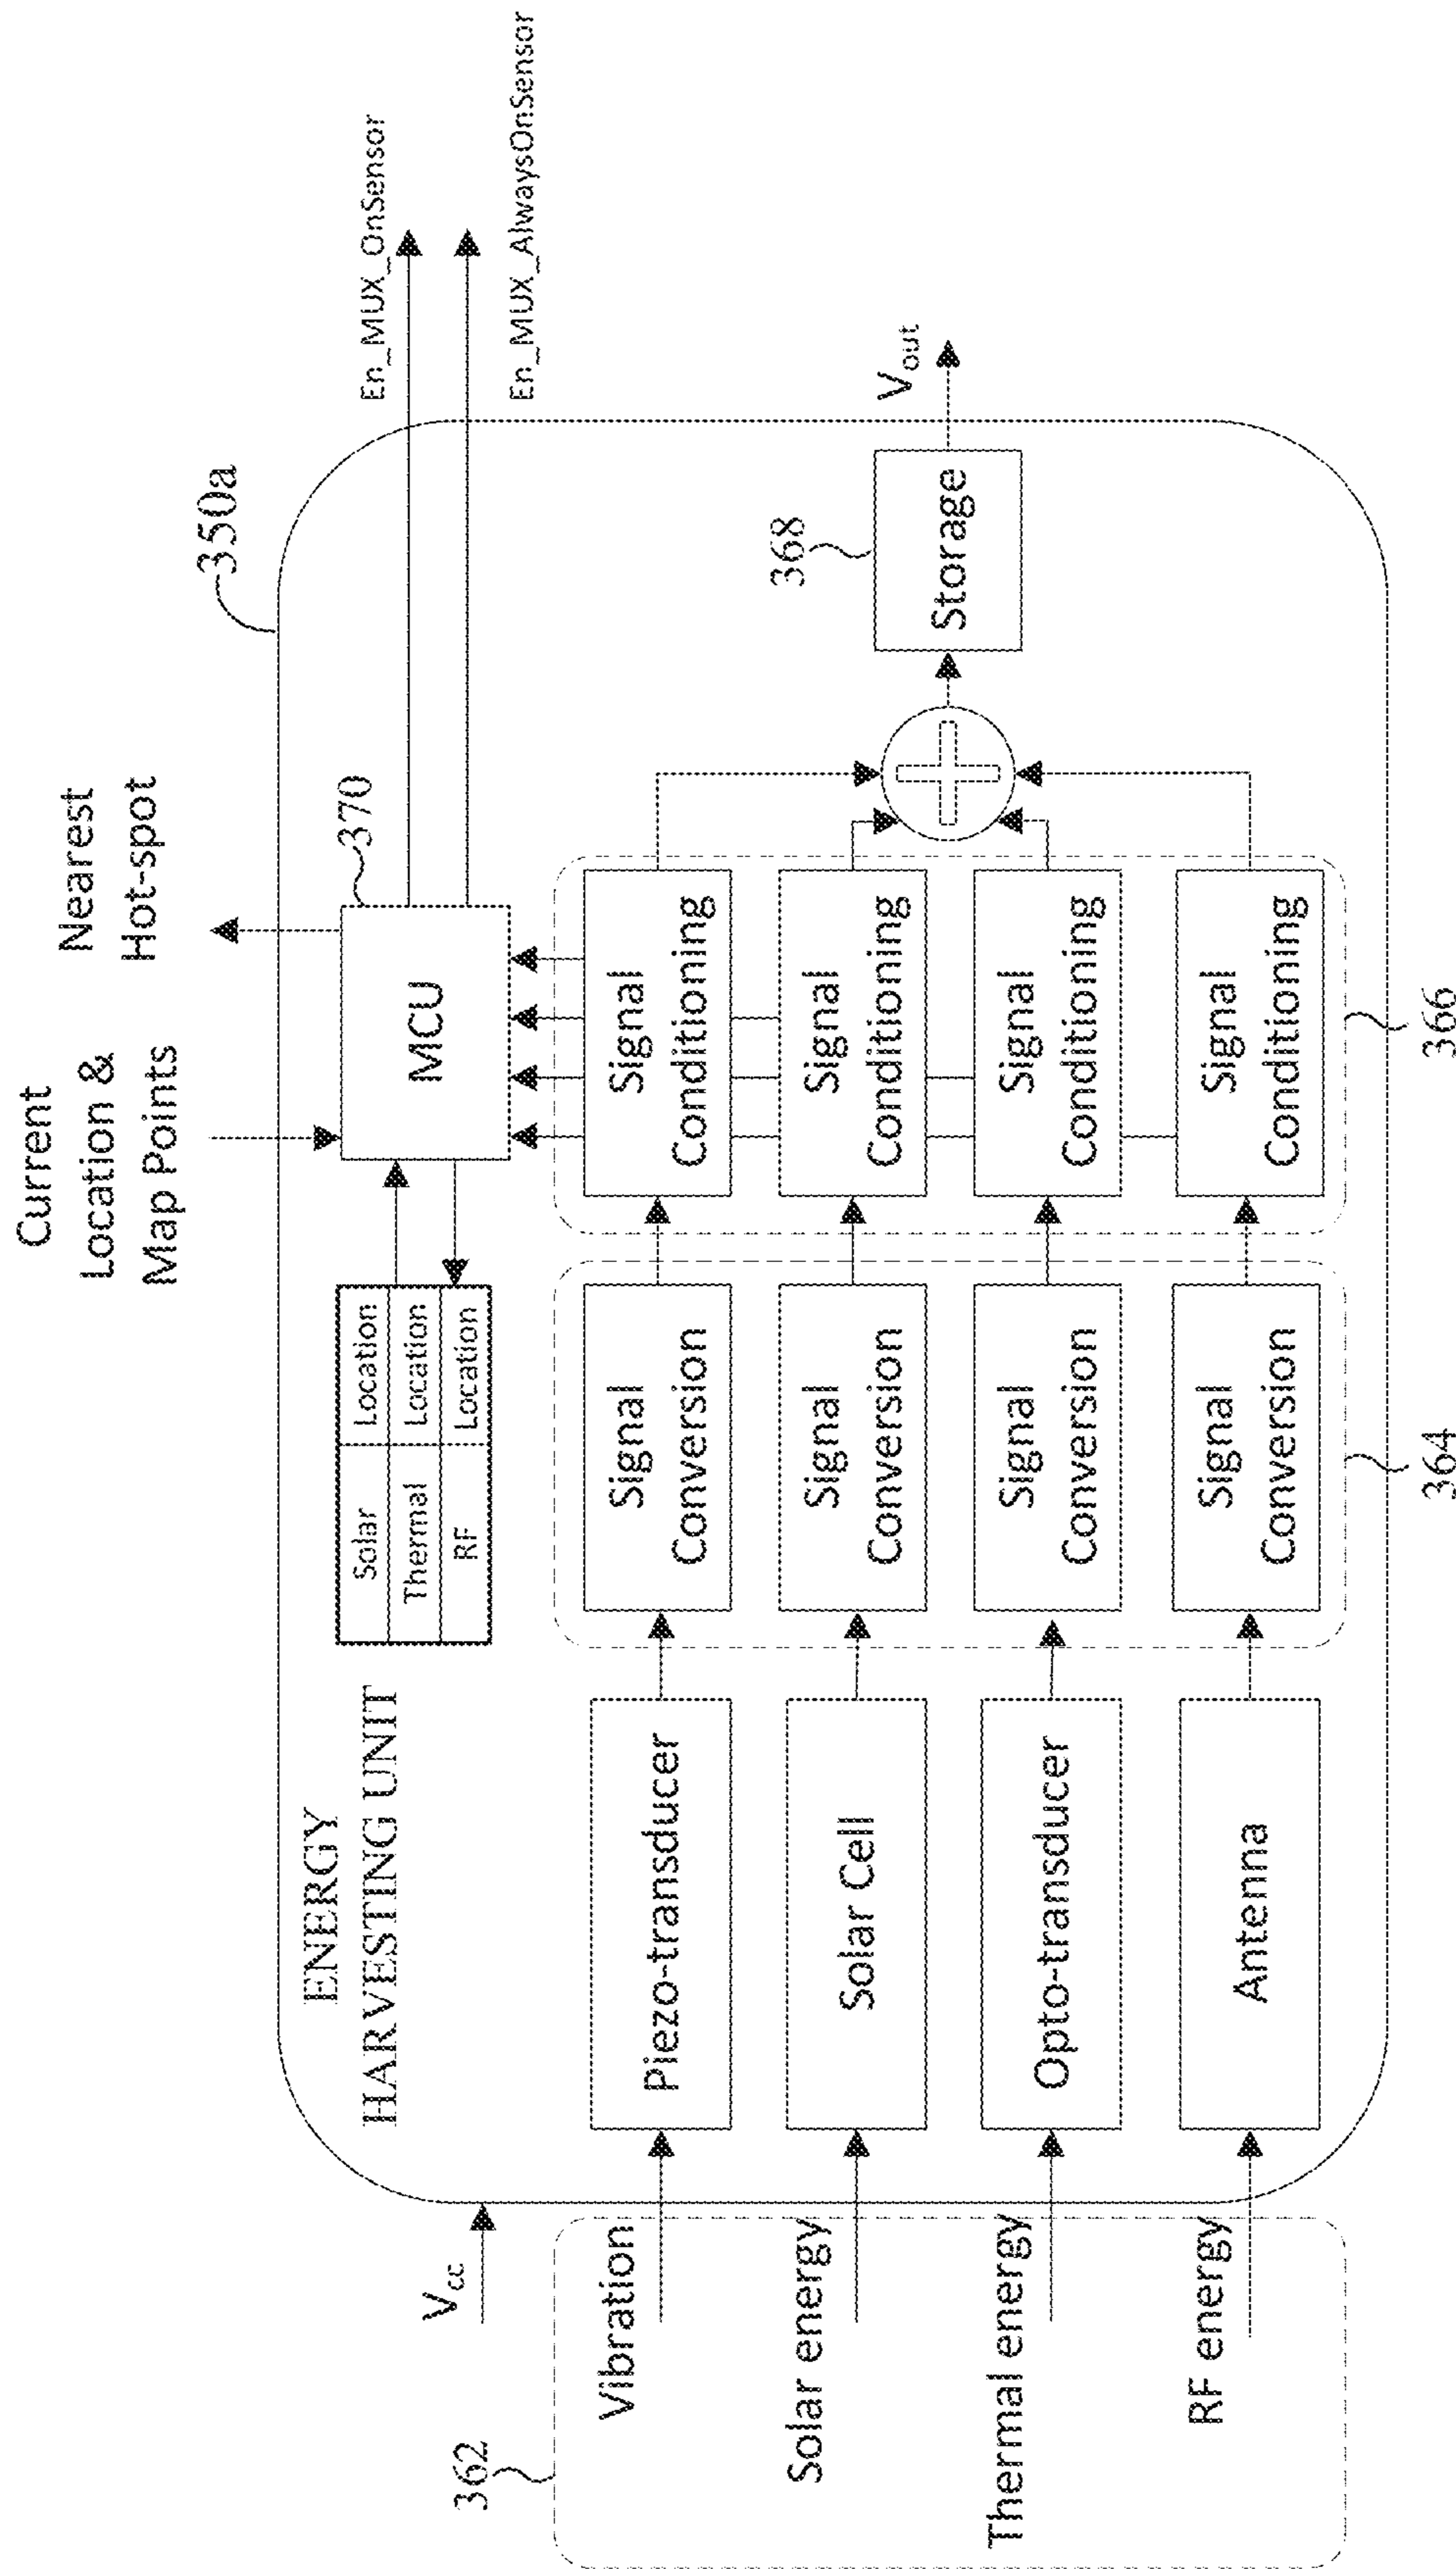 Current
Location &
Map Points
Nearest
Hot-spot
350a
ENERGY
HARVESTING UNIT
Solar
Location
Thermal
Location
RF
Location
MCU
370
En_MUX_OnSensor
En_MUX_AlwaysOnSensor
Vcc
362
Vibration
Piezo-transducer
Signal
Conversion
Signal
Conditioning
Solar energy
Solar Cell
Signal
Conversion
Signal
Conditioning
368
Storage
Vout
Thermal energy
Opto-transducer
Signal
Conversion
Signal
Conditioning
RF energy
Antenna
Signal
Conversion
Signal
Conditioning
364
366